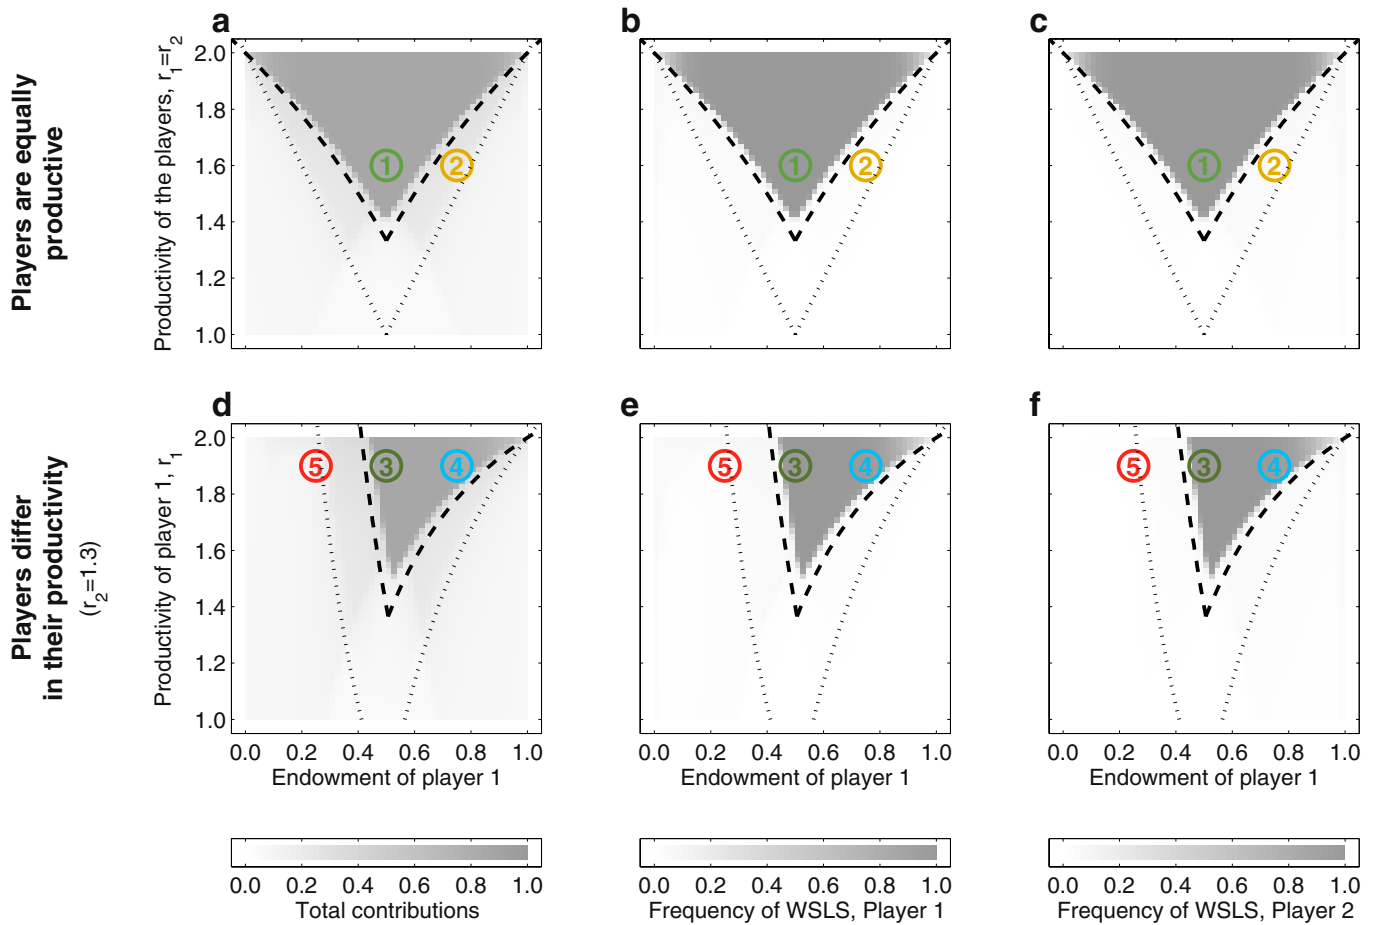 a
b
c
Players are equally
productive
Productivity of the players, r1=r2
2.0
1.8
1.6
1.4
1.2
1.0
1
2
1
2
1
2
d
e
f
Players differ
in their productivity
(r2=1.3)
Productivity of player 1, r1
2.0
1.8
1.6
1.4
1.2
1.0
5
3
4
5
3
4
5
3
4
0.0 0.2 0.4 0.6 0.8 1.0
Endowment of player 1
0.0 0.2 0.4 0.6 0.8 1.0
Endowment of player 1
0.0 0.2 0.4 0.6 0.8 1.0
Endowment of player 1
0.0 0.2 0.4 0.6 0.8 1.0
Total contributions
0.0 0.2 0.4 0.6 0.8 1.0
Frequency of WSLS, Player 1
0.0 0.2 0.4 0.6 0.8 1.0
Frequency of WSLS, Player 2